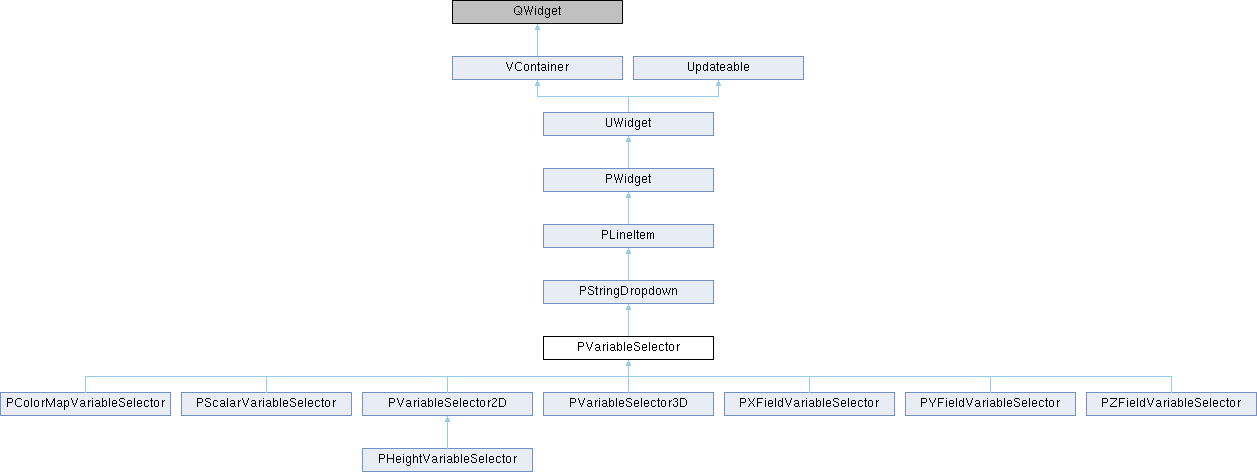 QWidget
VContainer
Updateable
UWidget
PWidget
PLineItem
PStringDropdown
PVariableSelector
PColorMapVariableSelector
PScalarVariableSelector
PVariableSelector2D
PVariableSelector3D
PXFieldVariableSelector
PYFieldVariableSelector
PZFieldVariableSelector
PHeightVariableSelector